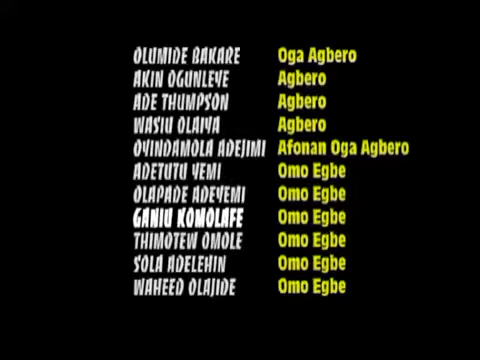 OLUMIDE BAKARE Oga Agbero
AKIN OGUNLEYE Agbero
ADE THUMPSON Agbero
WASIU OLAIYA Agbero
OYINDAMOLA ADEJIMI Afonan Oga Agbero
ADETUTU YEMI Omo Egbe
OLAPADE ADEYEMI Omo Egbe
GANIU KOMOLAFE Omo Egbe
THIMOTEW OMOLE Omo Egbe
SOLA ADELEHIN Omo Egbe
WAHEED OLAJIDE Omo Egbe